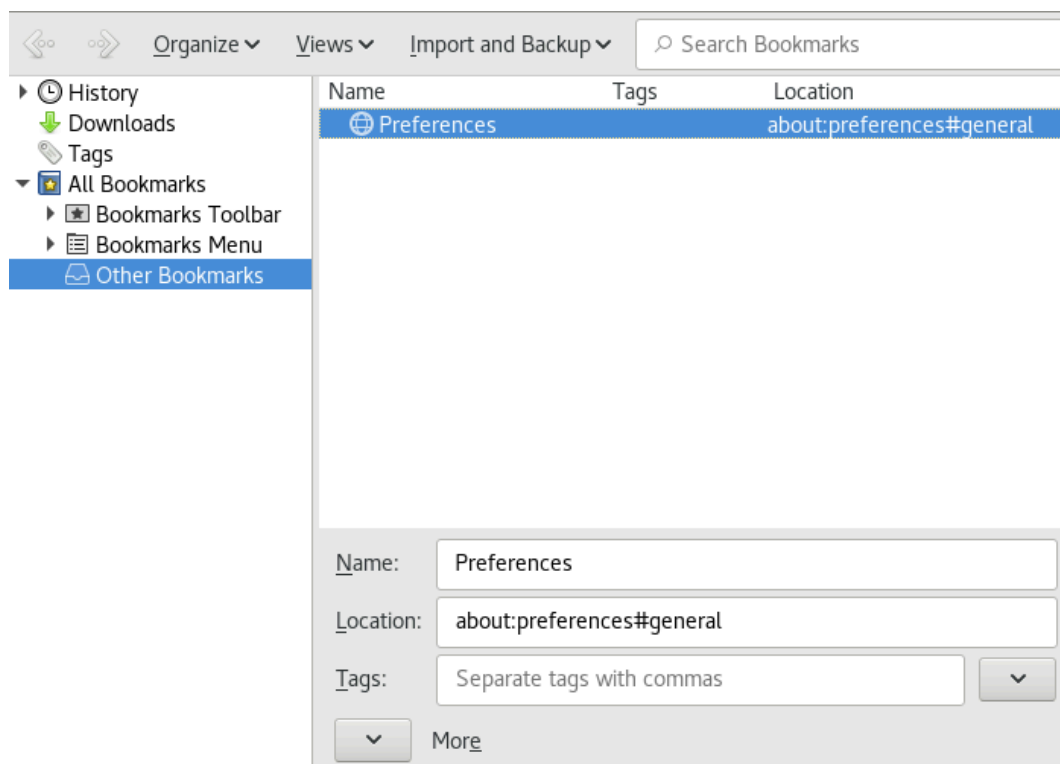 Organize Views Import and Backup Search Bookmarks
History
Downloads
Tags
All Bookmarks
Bookmarks Toolbar
Bookmarks Menu
Other Bookmarks
Name Tags Location
Preferences about:preferences#general
Name: Preferences
Location: about:preferences#general
Tags: Separate tags with commas
More